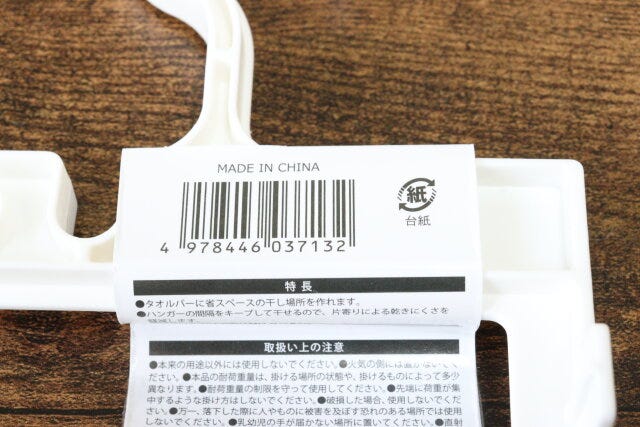 MADE IN CHINA
4 978446 037132
紙
台紙
特長
●タオルバーに省スペースの干し場所を作れます。
●ハンガーの間隔をキープして干せるので、片寄りによる乾きにくさを
取扱い上の注意
●本来の用途以外には使用しないでください。●火気の側には置かないでく
ださい。●本品の耐荷重量は、掛ける場所の状態や、掛けるものによって多少
異なります。●耐荷重量の制限を守って使用してください。●先端に荷重が集
中するような掛け方はしないでください。●破損した場合、使用しないでくだ
さい。●万一、落下した際に人やものに被害を及ぼす恐れのある場所では使用
しないでください。●乳幼児の手が届かない場所に置いてください。●直射